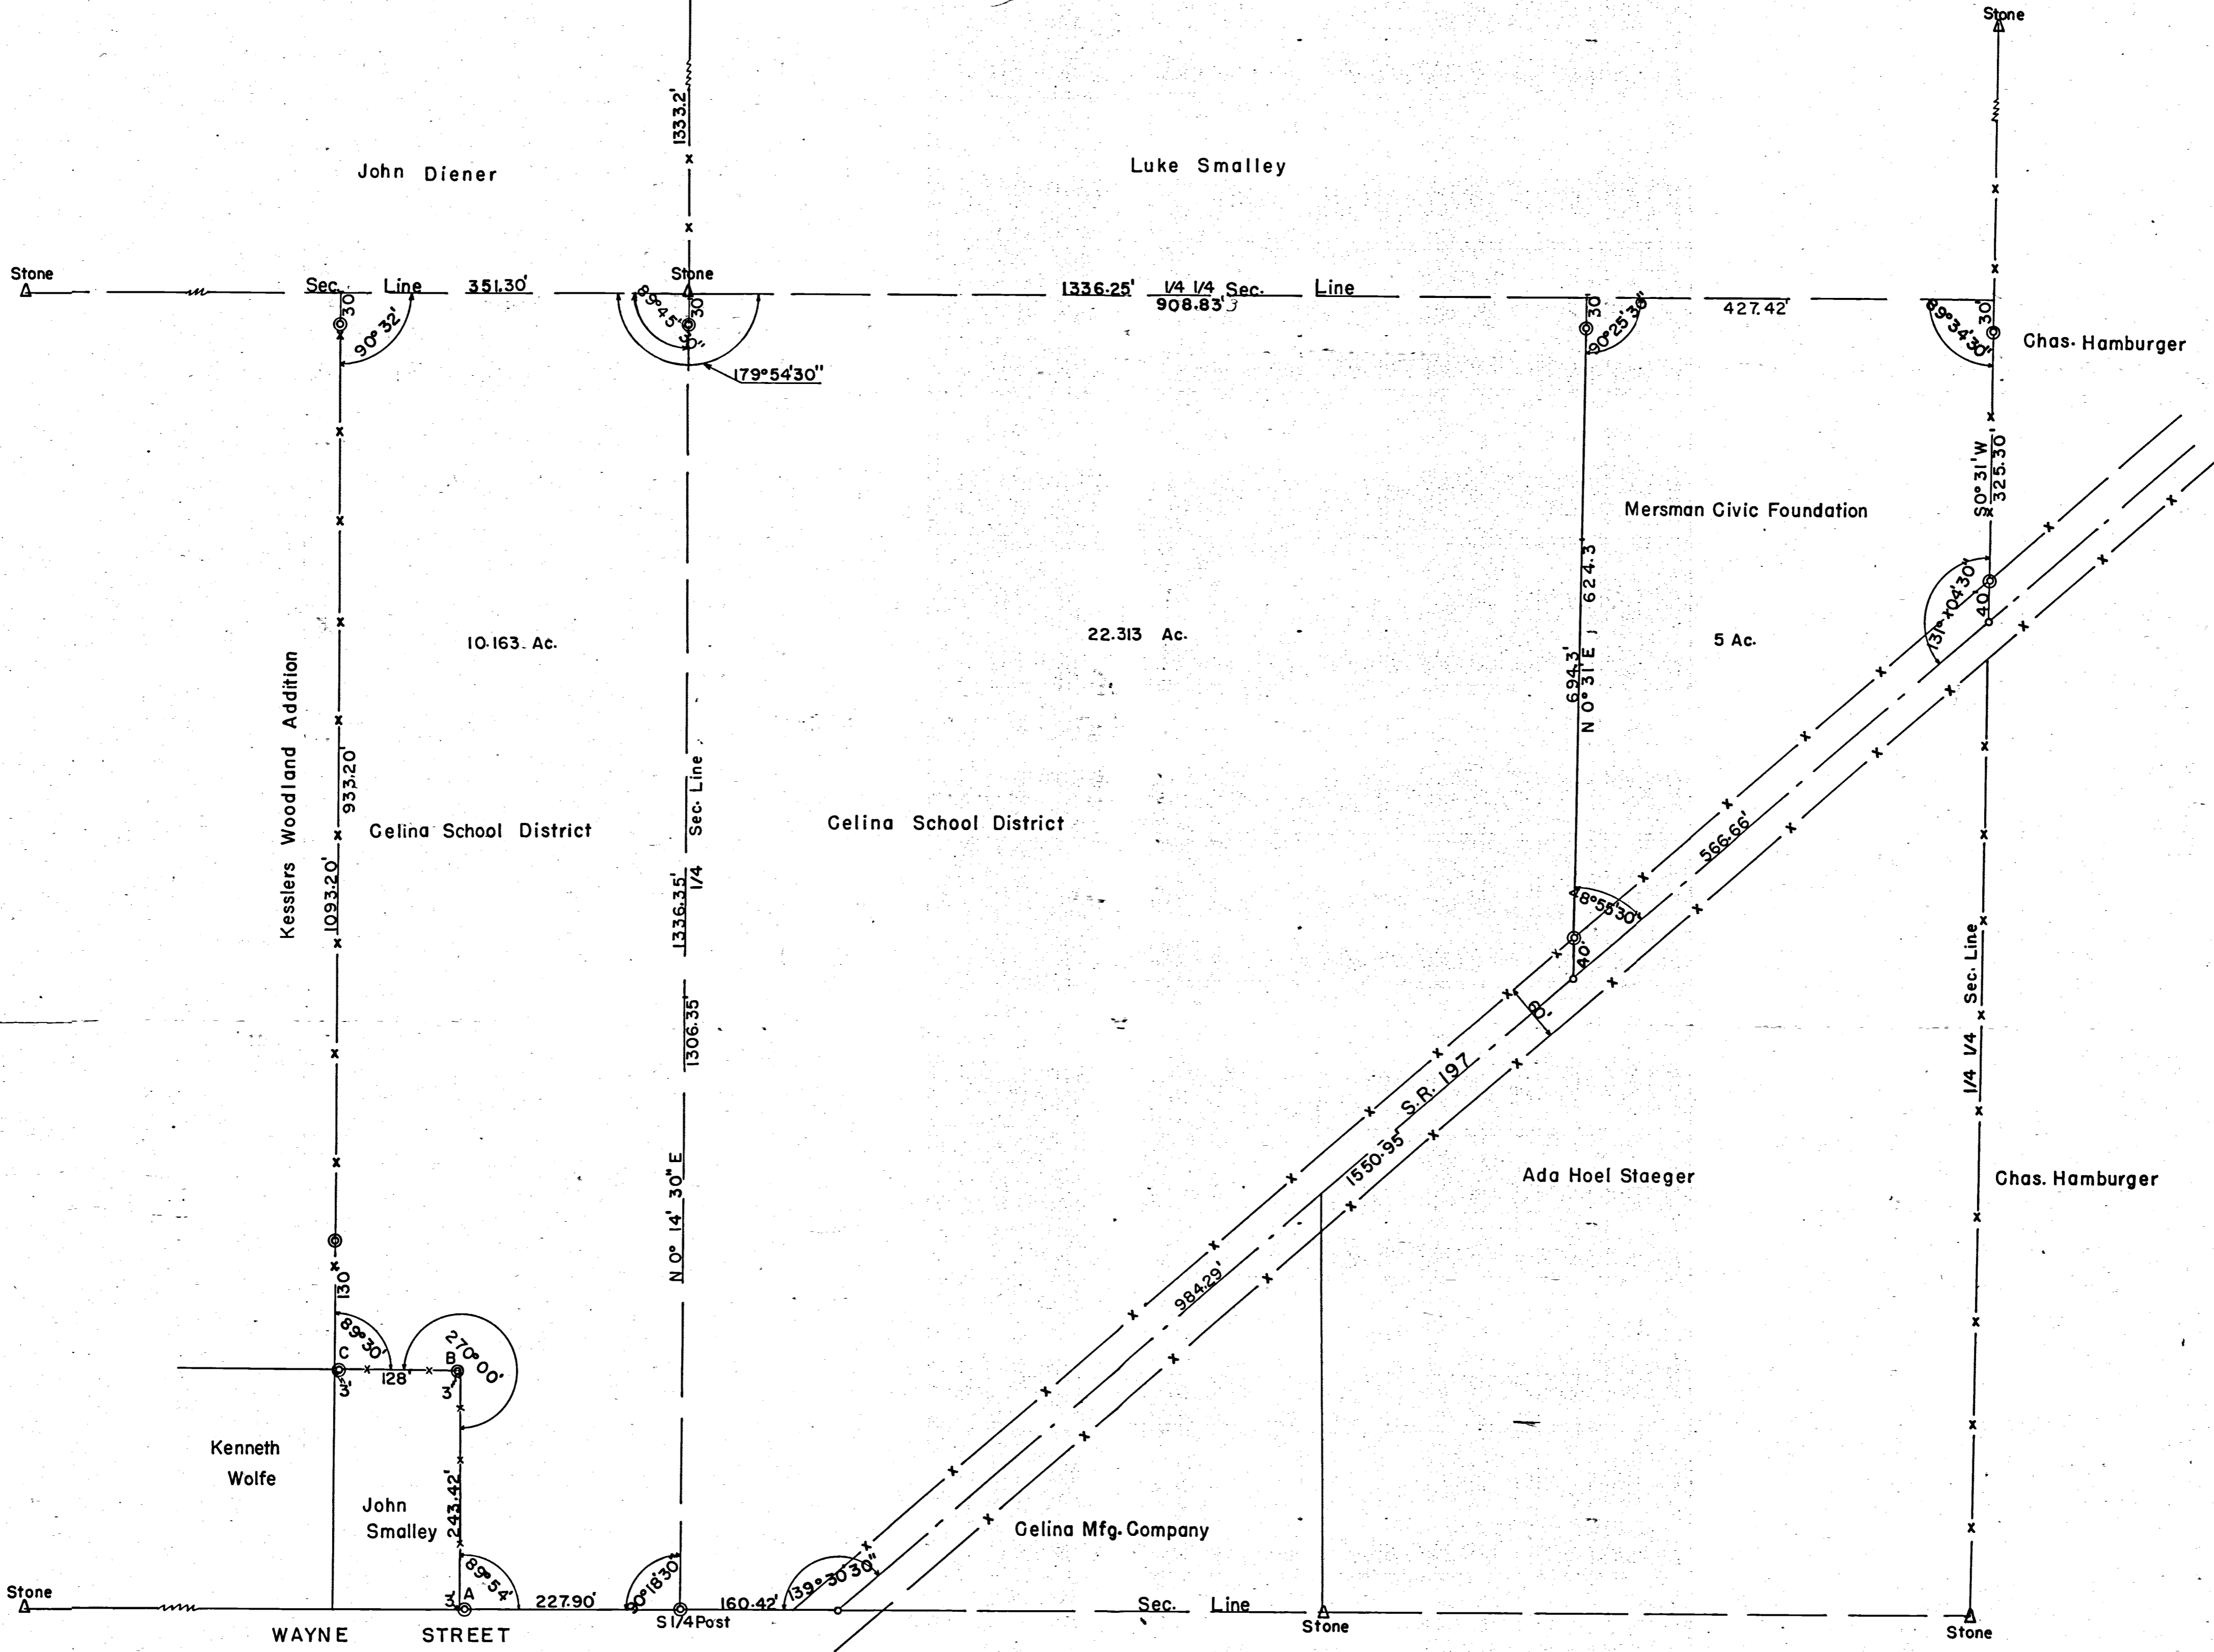 Stone
1333.2'
John Diener
Luke Smalley
Stone
Sec. Line
351.30'
Stone
1336.25' 1/4 1/4 Sec. Line
908.83'3
427.42'
30'
90° 32'
30'
89° 45' 30"
179° 54' 30"
30'
90° 25' 30"
30'
89° 34' 30"
Chas. Hamburger
S 0° 31' W
325.30'
Mersman Civic Foundation
131° 04' 30"
40'
10.163 Ac.
22.313 Ac.
5 Ac.
694.3'
N 0° 31' E 624.3'
Kesslers Woodland Addition
933.20'
1093.20'
Celina School District
1/4 Sec. Line
Celina School District
1336.35'
1306.35'
N 0° 14' 30" E
566.66'
48° 55' 30"
40'
60'
S.R. 197
1550.95'
984.29'
1/4 1/4 Sec. Line
Ada Hoel Staeger
Chas. Hamburger
130'
89° 30'
270° 00'
C
B
128'
3'
3'
Kenneth
Wolfe
John
Smalley
243.42'
89° 54'
3'
A
227.90'
90° 18' 30"
S 1/4 Post
160.42'
139° 30' 30"
Celina Mfg. Company
Stone
Sec. Line
Stone
Stone
WAYNE STREET